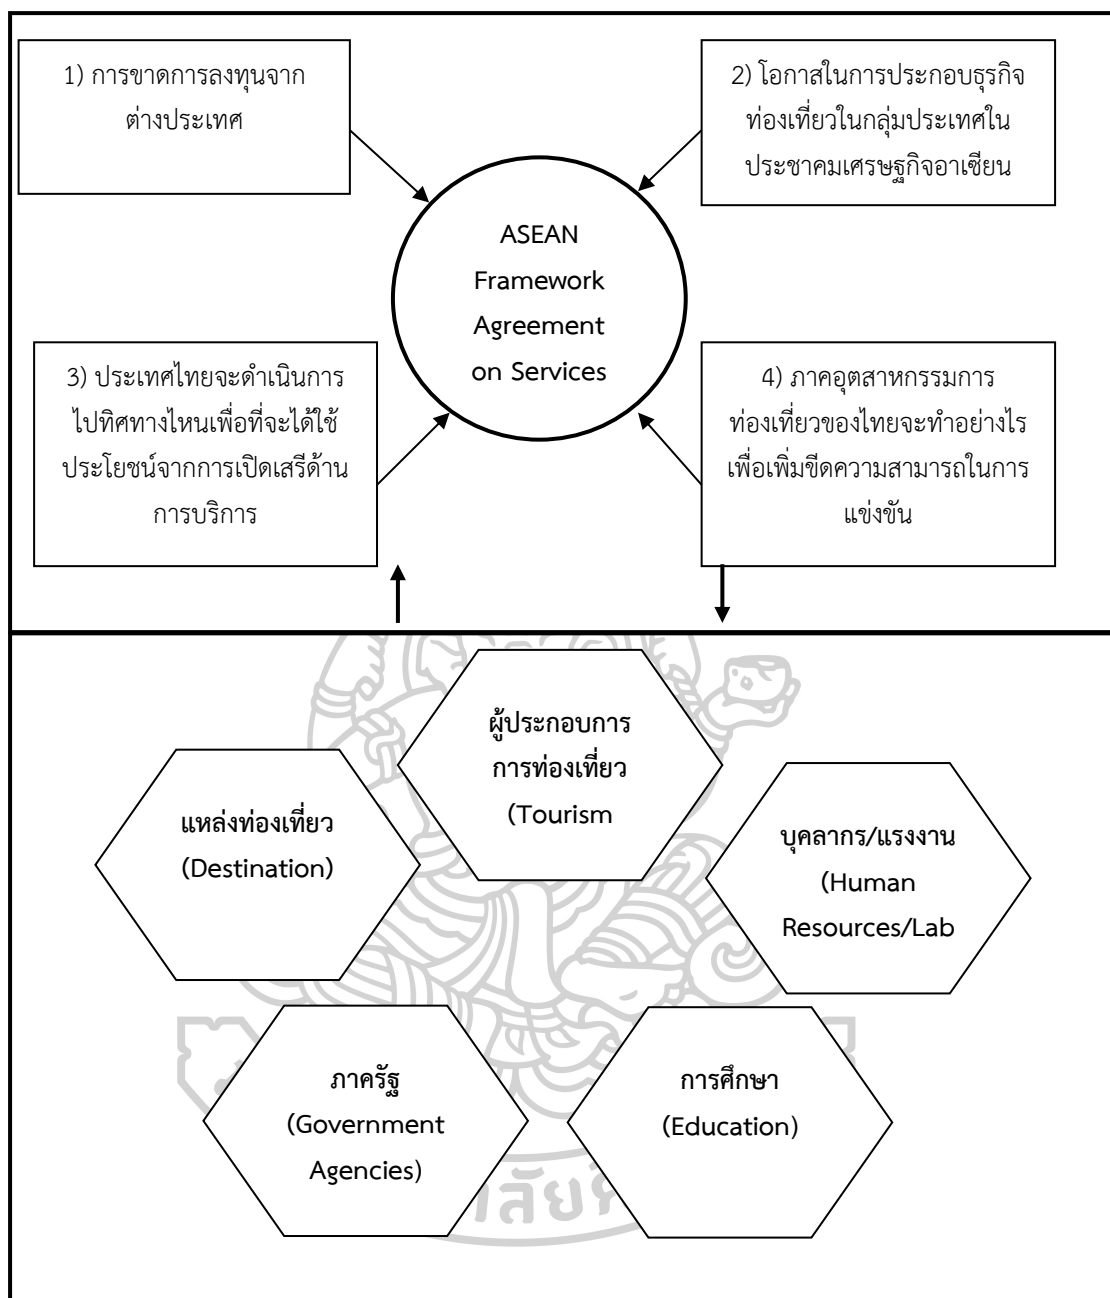 1) การขาดการลงทุนจาก
ต่างประเทศ
2) โอกาสในการประกอบธุรกิจ
ท่องเที่ยวในกลุ่มประเทศใน
ประชาคมเศรษฐกิจอาเซียน
ASEAN
Framework
Agreement
on Services
3) ประเทศไทยจะดำเนินการ
ไปทิศทางไหนเพื่อที่จะได้ใช้
ประโยชน์จากการเปิดเสรีด้าน
การบริการ
4) ภาคอุตสาหกรรมการ
ท่องเที่ยวของไทยจะทำอย่างไร
เพื่อเพิ่มขีดความสามารถในการ
แข่งขัน
ผู้ประกอบการ
การท่องเที่ยว
(Tourism
แหล่งท่องเที่ยว
(Destination)
บุคลากร/แรงงาน
(Human
Resources/Lab
ภาครัฐ
(Government
Agencies)
การศึกษา
(Education)